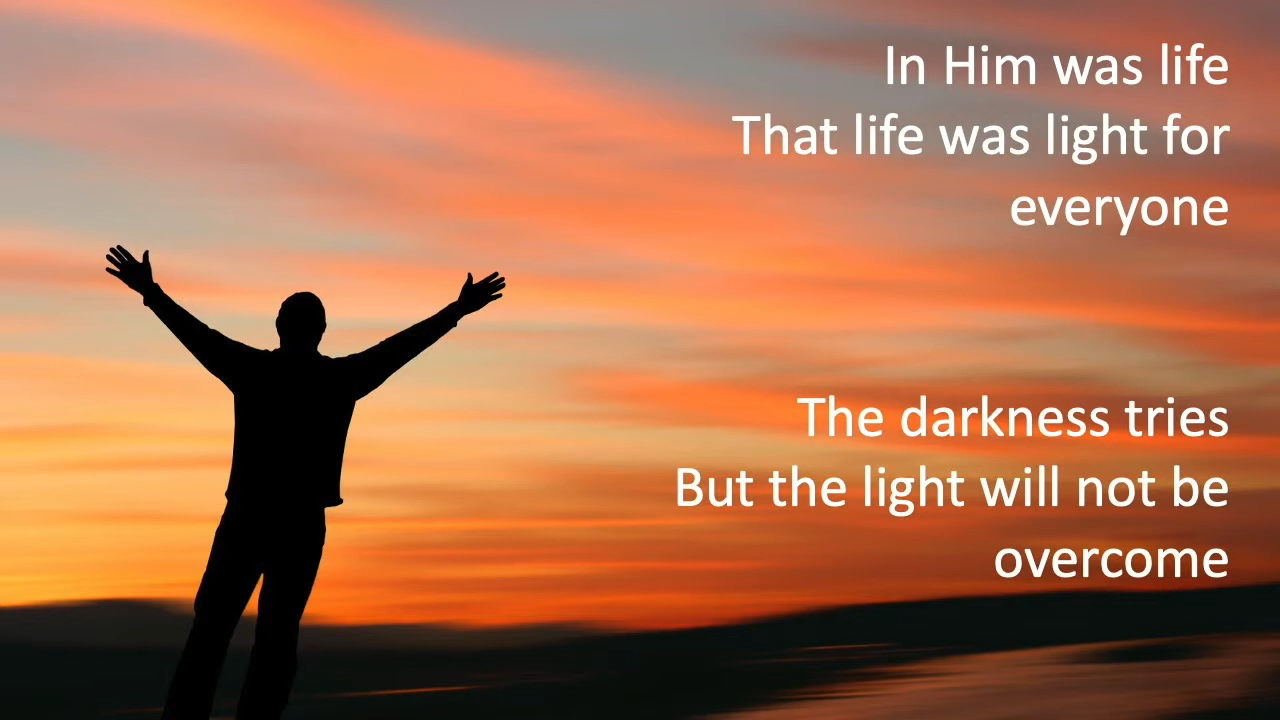 In Him was life
That life was light for
everyone
The darkness tries
But the light will not be
overcome